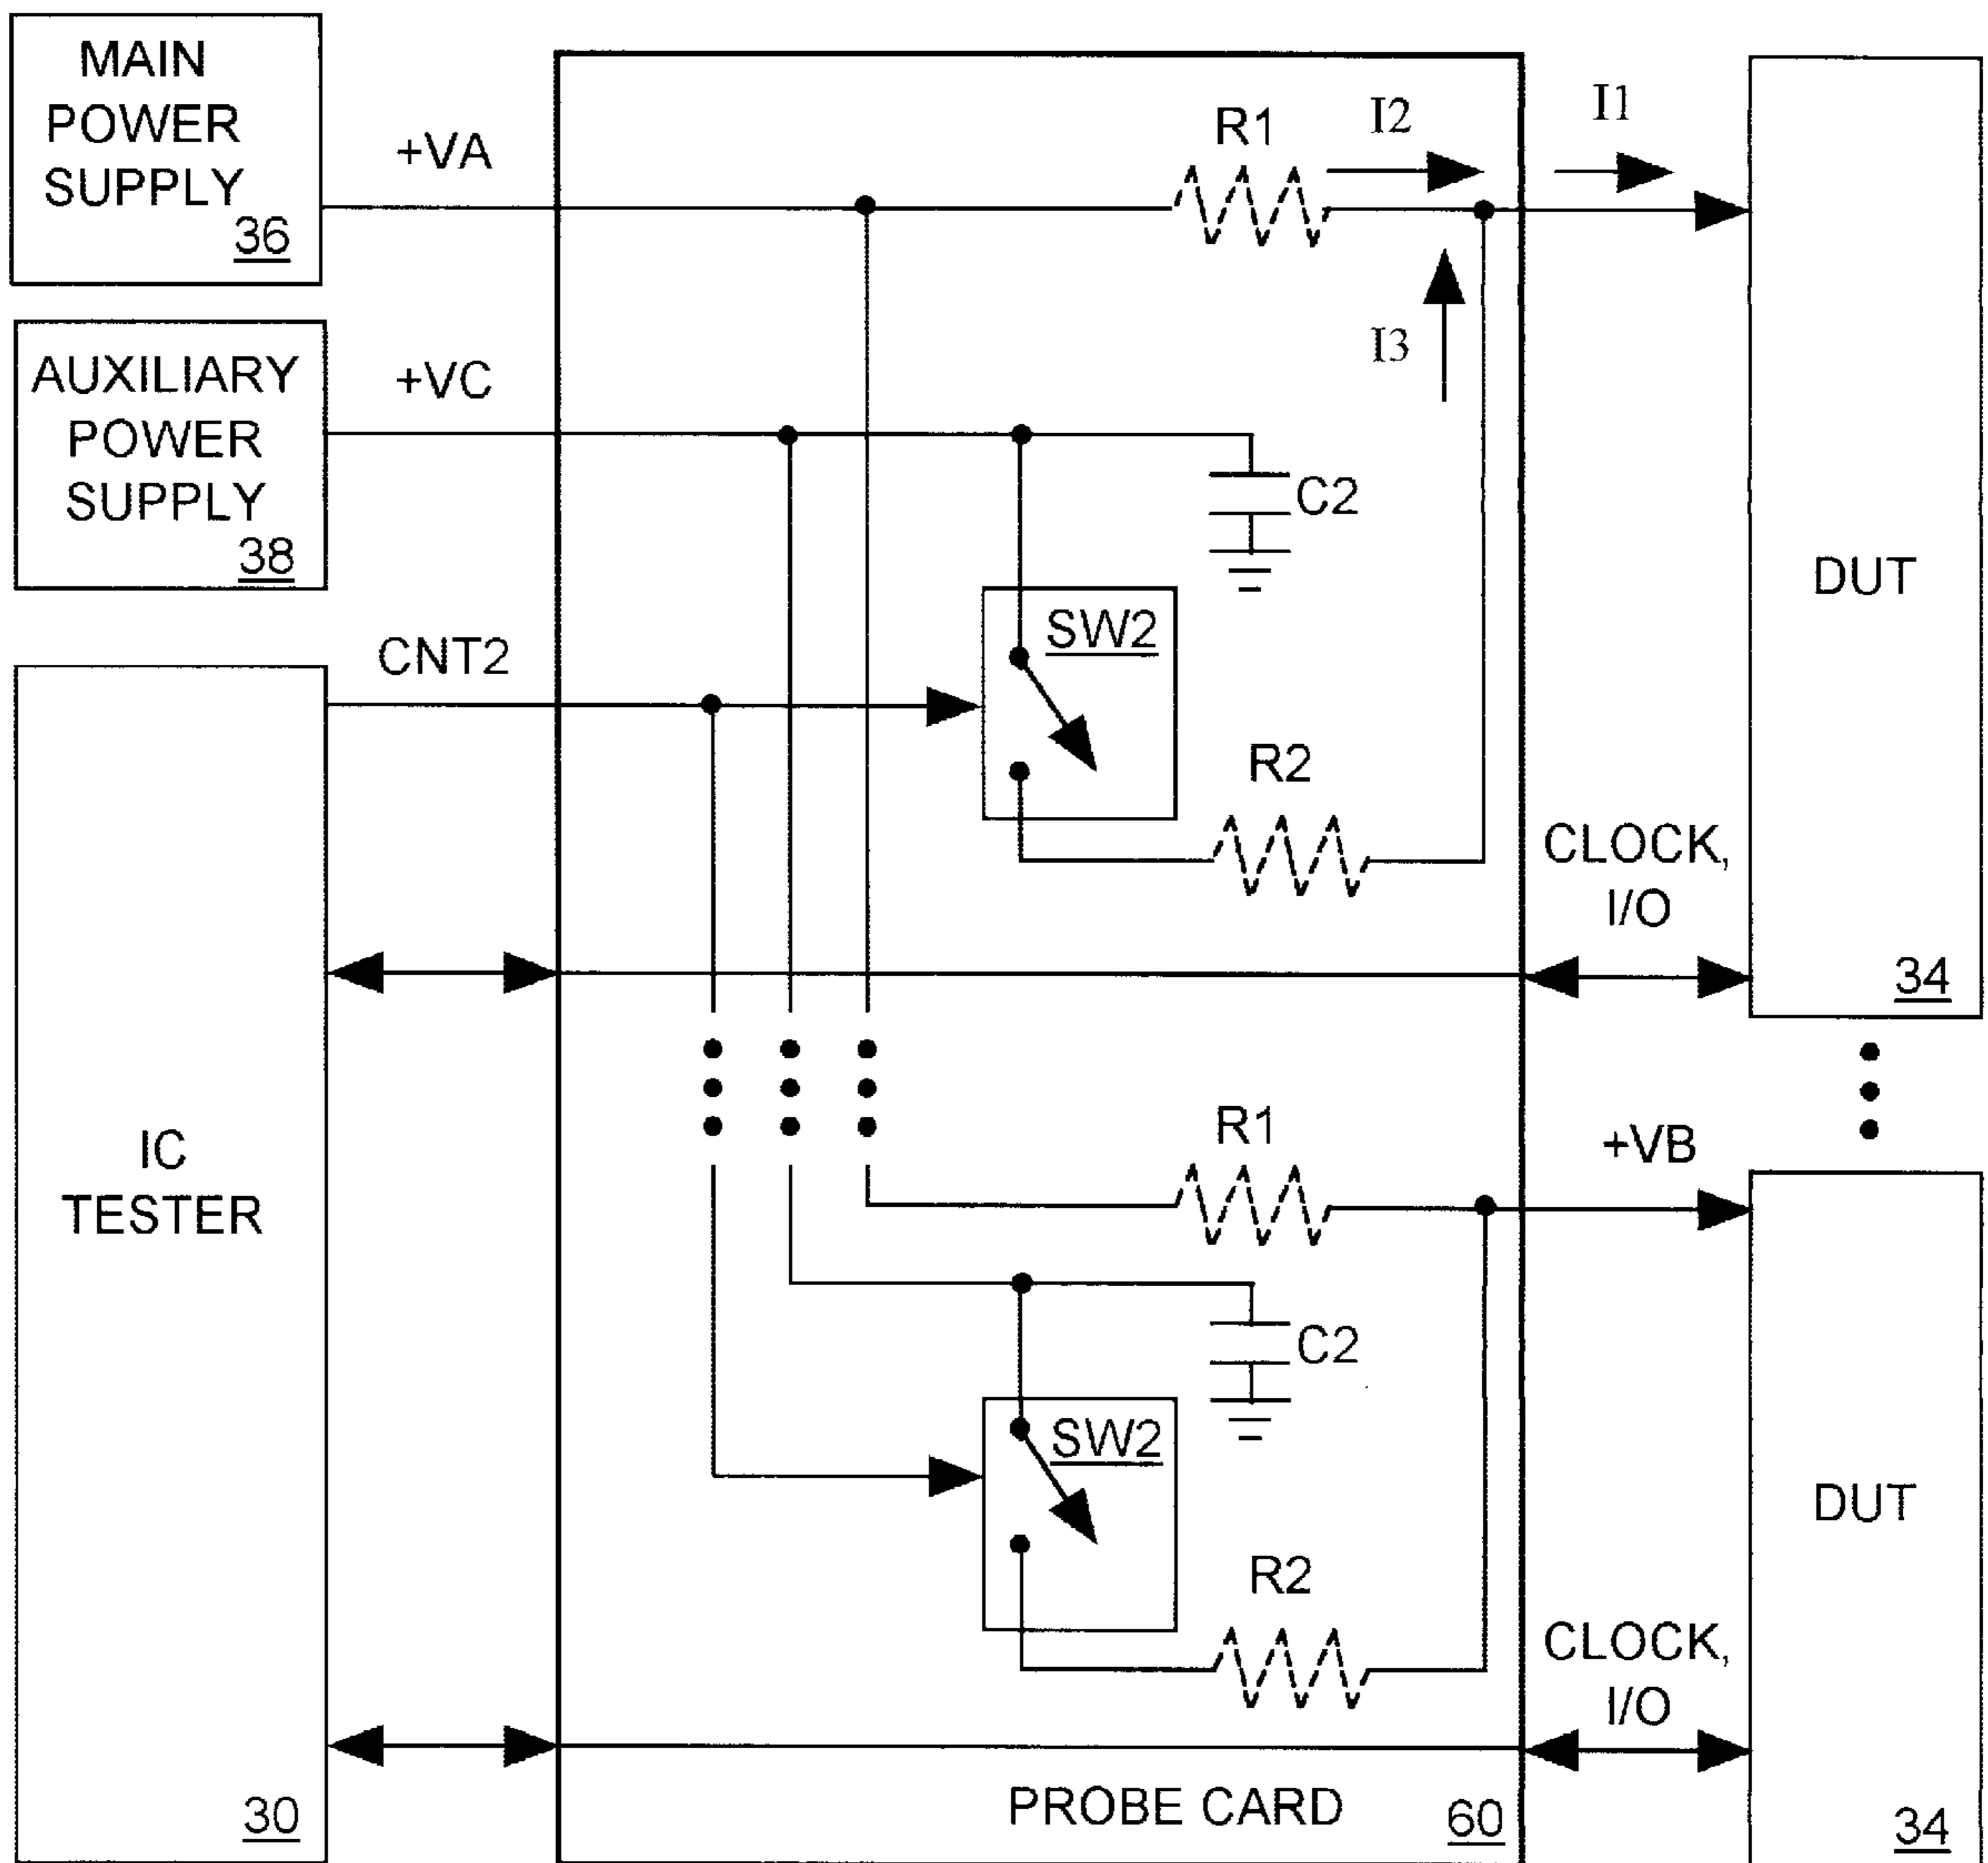 MAIN
POWER
SUPPLY
36
+VA
R1
I2
I1
I3
AUXILIARY
POWER
SUPPLY
38
+VC
C2
SW2
DUT
CNT2
R2
CLOCK,
I/O
34
IC
TESTER
30
R1
+VB
C2
SW2
DUT
R2
CLOCK,
I/O
PROBE CARD
60
34